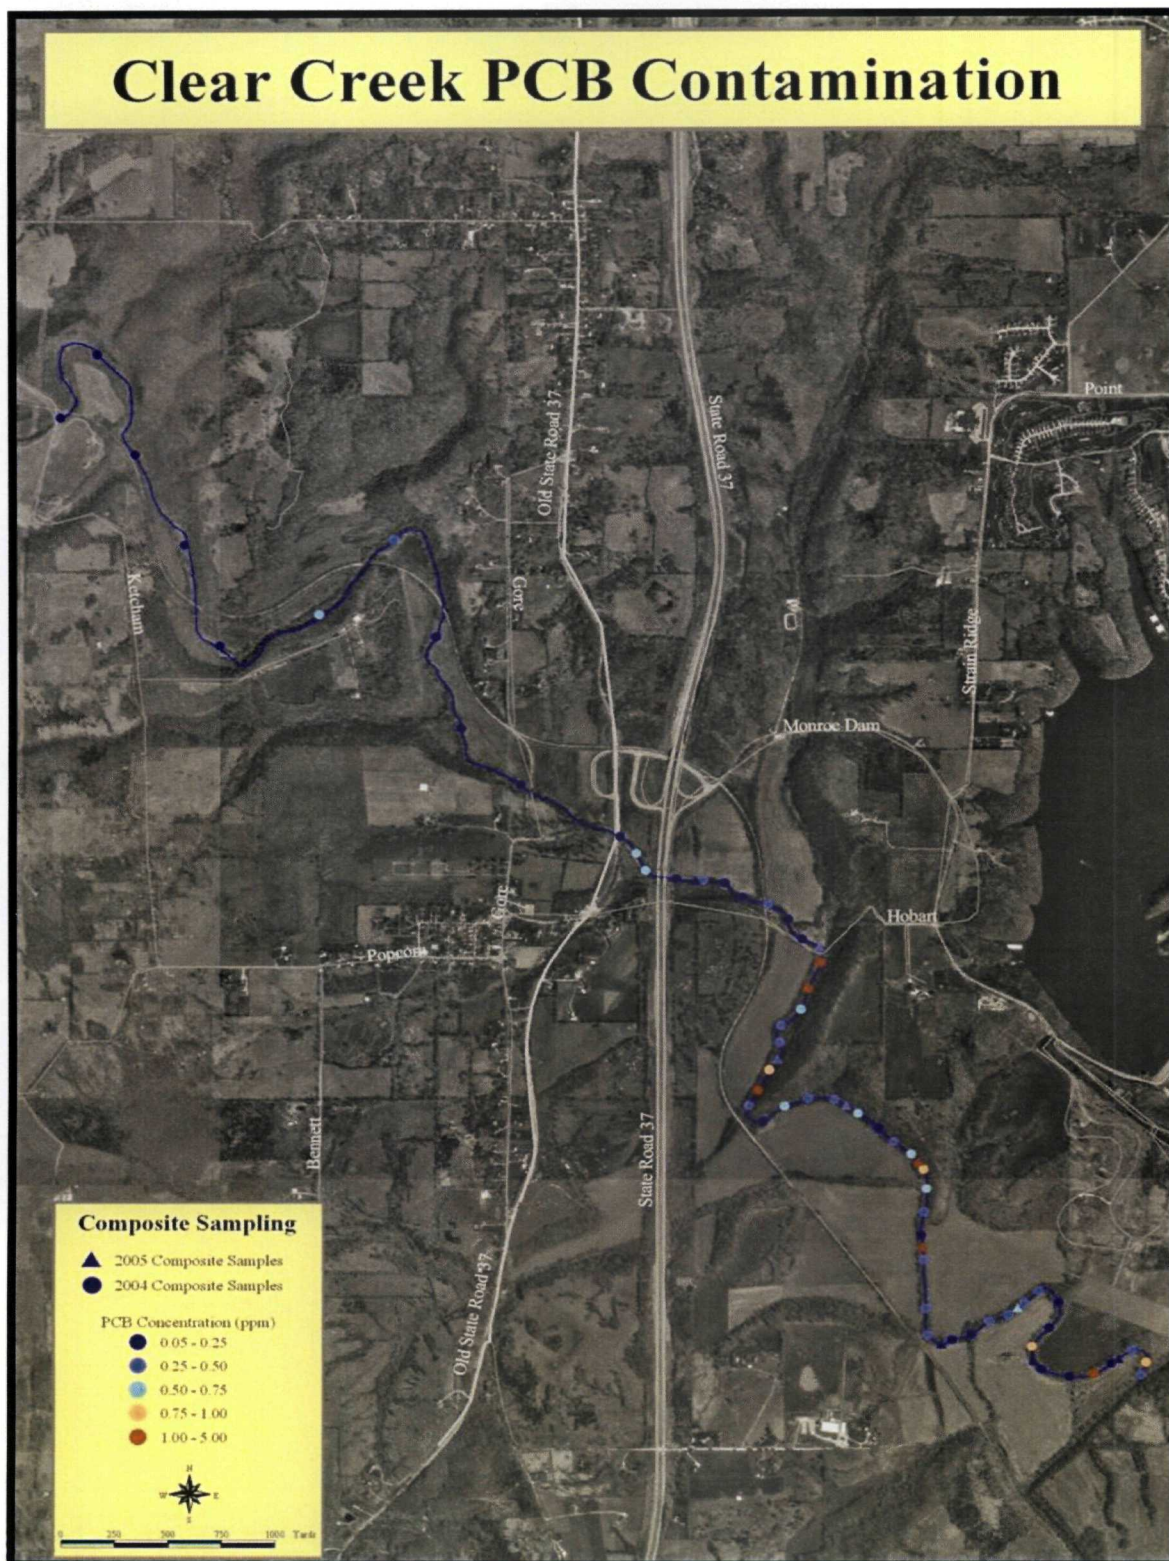 Clear Creek PCB Contamination
Point
Old State Road 37
State Road 37
Ketcham
Gore
Strain Ridge
Monroe Dam
Gore
Hobart
Popcorn
Bennett
State Road 37
Old State Road 37
Composite Sampling
2005 Composite Samples
2004 Composite Samples
PCB Concentration (ppm)
0.05 - 0.25
0.25 - 0.50
0.50 - 0.75
0.75 - 1.00
1.00 - 5.00
N
W E
S
0 250 500 750 1000 Yards